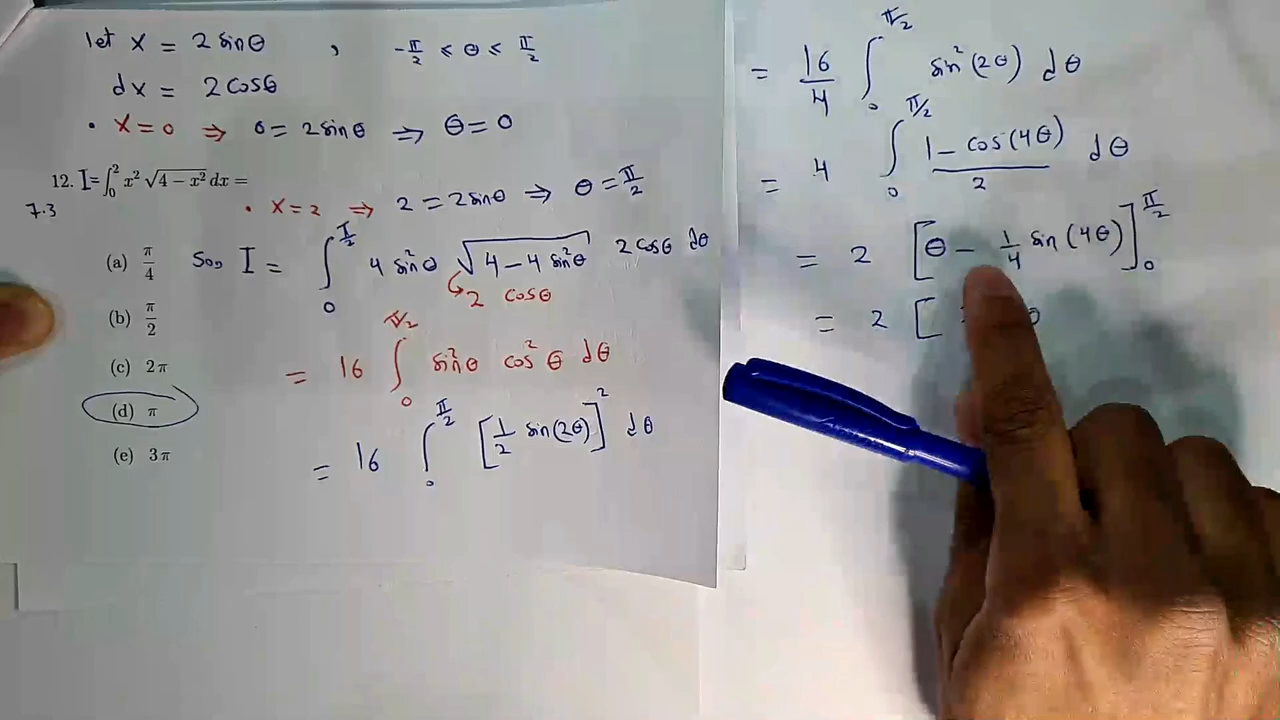 let x = 2 sinθ , -π/2 ≤ θ ≤ π/2
dx = 2 cosθ
• x=0 ⇒ 0 = 2 sinθ ⇒ θ = 0
12. I = ∫₀² x² √(4 − x²) dx =
7.3
• x=2 ⇒ 2 = 2 sinθ ⇒ θ = π/2
(a) π/4
So, I = ∫₀^(π/2) 4 sin²θ √(4 − 4 sin²θ) 2 cosθ dθ
2 cosθ
(b) π/2
= 16 ∫₀^(π/2) sin²θ cos²θ dθ
(c) 2π
(d) π
= 16 ∫₀^(π/2) [1/2 sin(2θ)]² dθ
(e) 3π
= 16/4 ∫₀^(π/2) sin²(2θ) dθ
= 4 ∫₀^(π/2) (1 − cos(4θ))/2 dθ
= 2 [θ − 1/4 sin(4θ)]₀^(π/2)
= 2 [